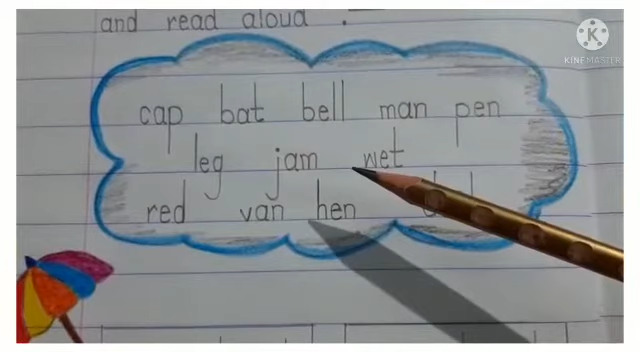 and read aloud .
KINEMASTER
cap bat bell man pen
leg jam wet
red van hen